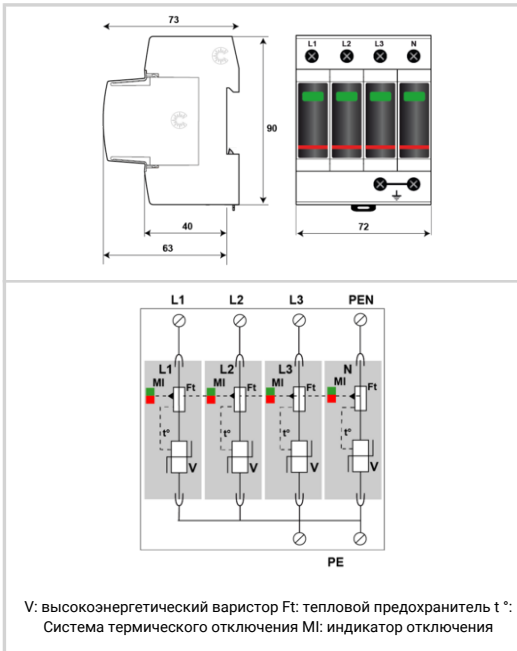 73
L1 L2 L3 N
90
40
63
72
L1 L2 L3 PEN
L1 L2 L3 N
MI MI MI MI
Ft Ft Ft Ft
t° t° t° t°
V V V V
PE
V: высокоэнергетический варистор Ft: тепловой предохранитель t °:
Система термического отключения MI: индикатор отключения